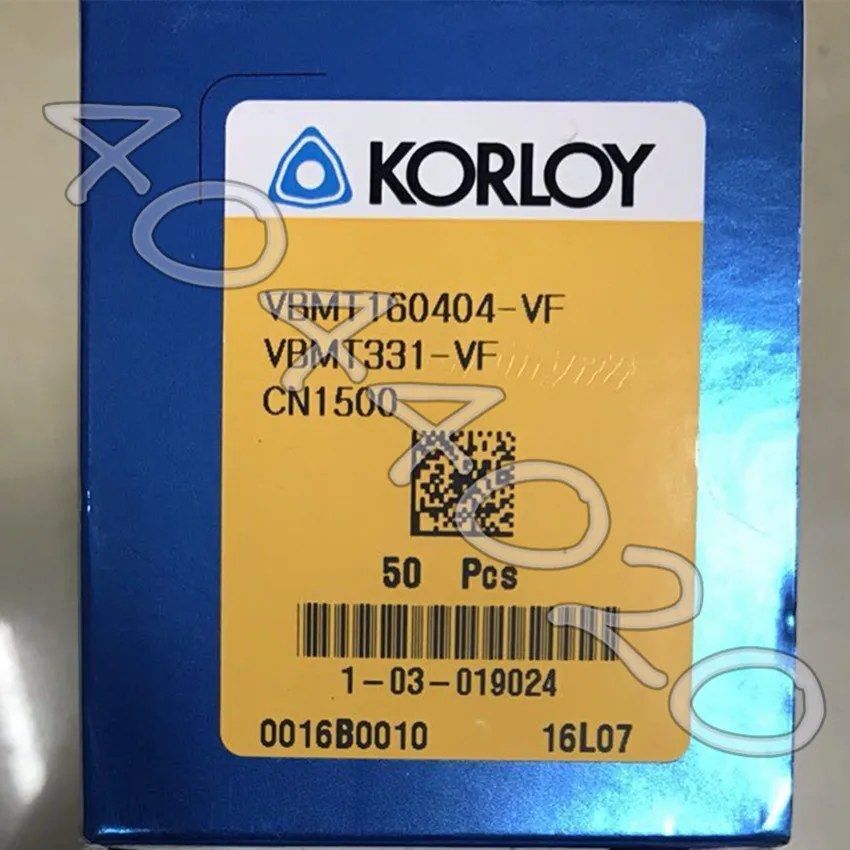 KORLOY
VBMT160404-VF
VBMT331-VF
CN1500
50 Pcs
1-03-019024
0016B0010 16L07